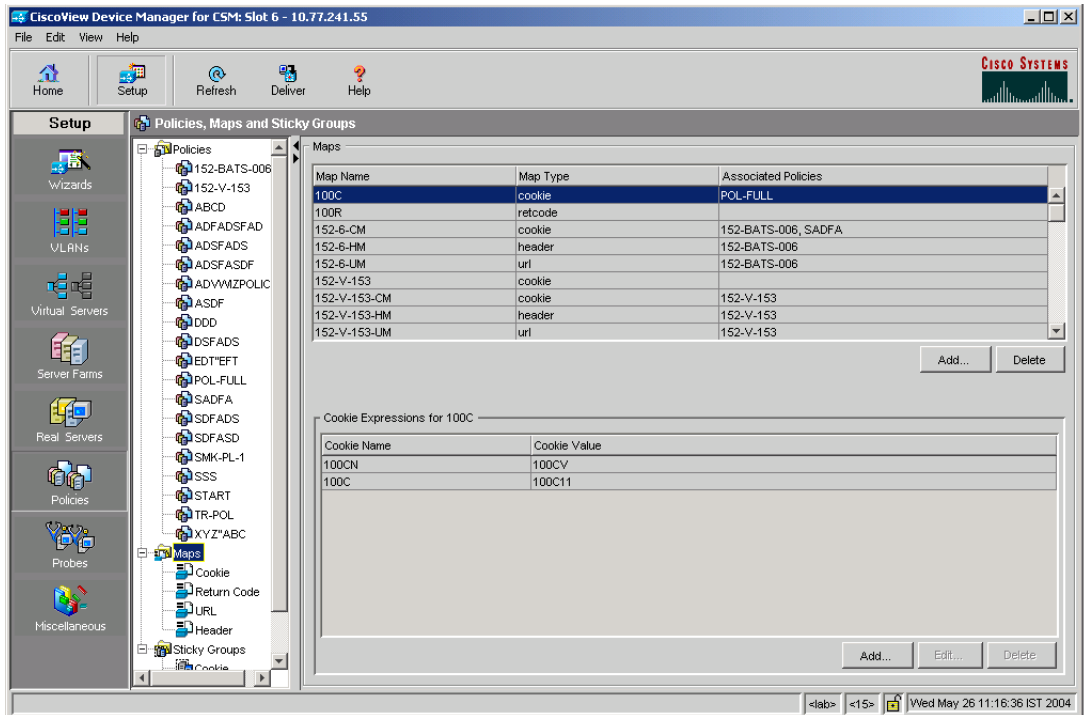 CiscoView Device Manager for CSM: Slot 6 - 10.77.241.55
File Edit View Help
Home Setup Refresh Deliver Help
CISCO SYSTEMS
Setup
Wizards
VLANs
Virtual Servers
Server Farms
Real Servers
Policies
Probes
Miscellaneous
Policies, Maps and Sticky Groups
Policies
152-BATS-006
152-V-153
ABCD
ADFADSFAD
ADSFADS
ADSFASDF
ADVWIZPOLIC
ASDF
DDD
DSFADS
EDT"EFT
POL-FULL
SADFA
SDFADS
SDFASD
SMK-PL-1
SSS
START
TR-POL
XYZ"ABC
Maps
Cookie
Return Code
URL
Header
Sticky Groups
Cookie
Maps
Map Name Map Type Associated Policies
100C cookie POL-FULL
100R retcode
152-6-CM cookie 152-BATS-006, SADFA
152-6-HM header 152-BATS-006
152-6-UM url 152-BATS-006
152-V-153 cookie
152-V-153-CM cookie 152-V-153
152-V-153-HM header 152-V-153
152-V-153-UM url 152-V-153
Add... Delete
Cookie Expressions for 100C
Cookie Name Cookie Value
100CN 100CV
100C 100C11
Add... Edit... Delete
<lab> <15> Wed May 26 11:16:36 IST 2004